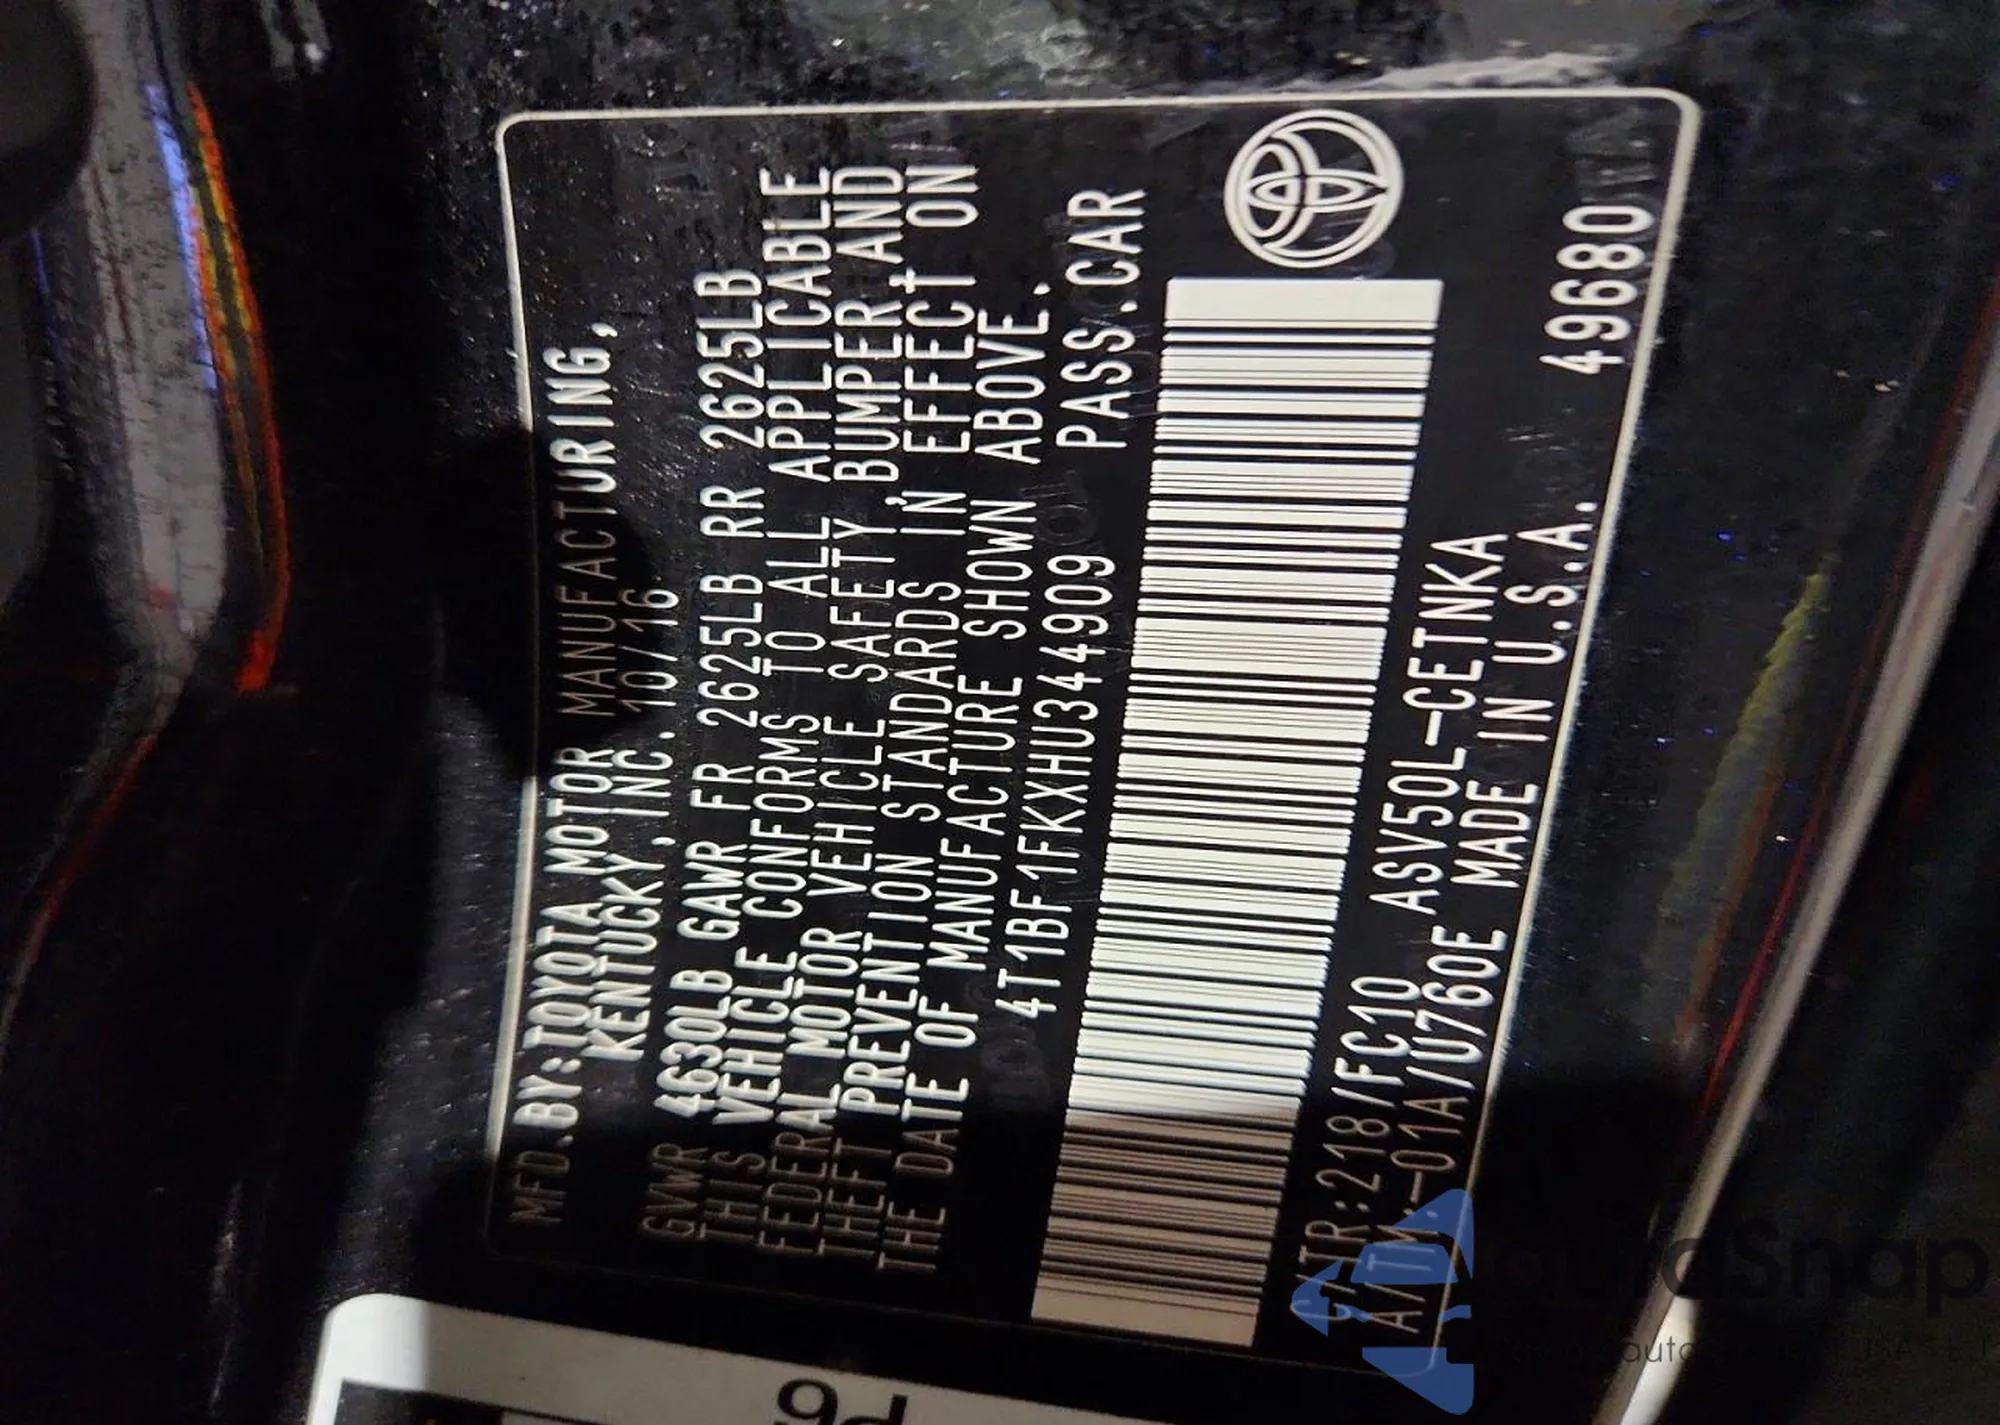 MFD.BY:TOYOTA MOTOR MANUFACTURING,
KENTUCKY,INC. 10/16
GVWR 4630LB GAWR FR 2625LB RR 2625LB
THIS VEHICLE CONFORMS TO ALL APPLICABLE
FEDERAL MOTOR VEHICLE SAFETY,BUMPER,AND
THEFT PREVENTION STANDARDS IN EFFECT ON
THE DATE OF MANUFACTURE SHOWN ABOVE.
4T1BF1FKXHU344909 PASS.CAR
C/TR:218/FC10 ASV50L-CETNKA
A/TM.-01A/U760E MADE IN U.S.A. 49680
P6